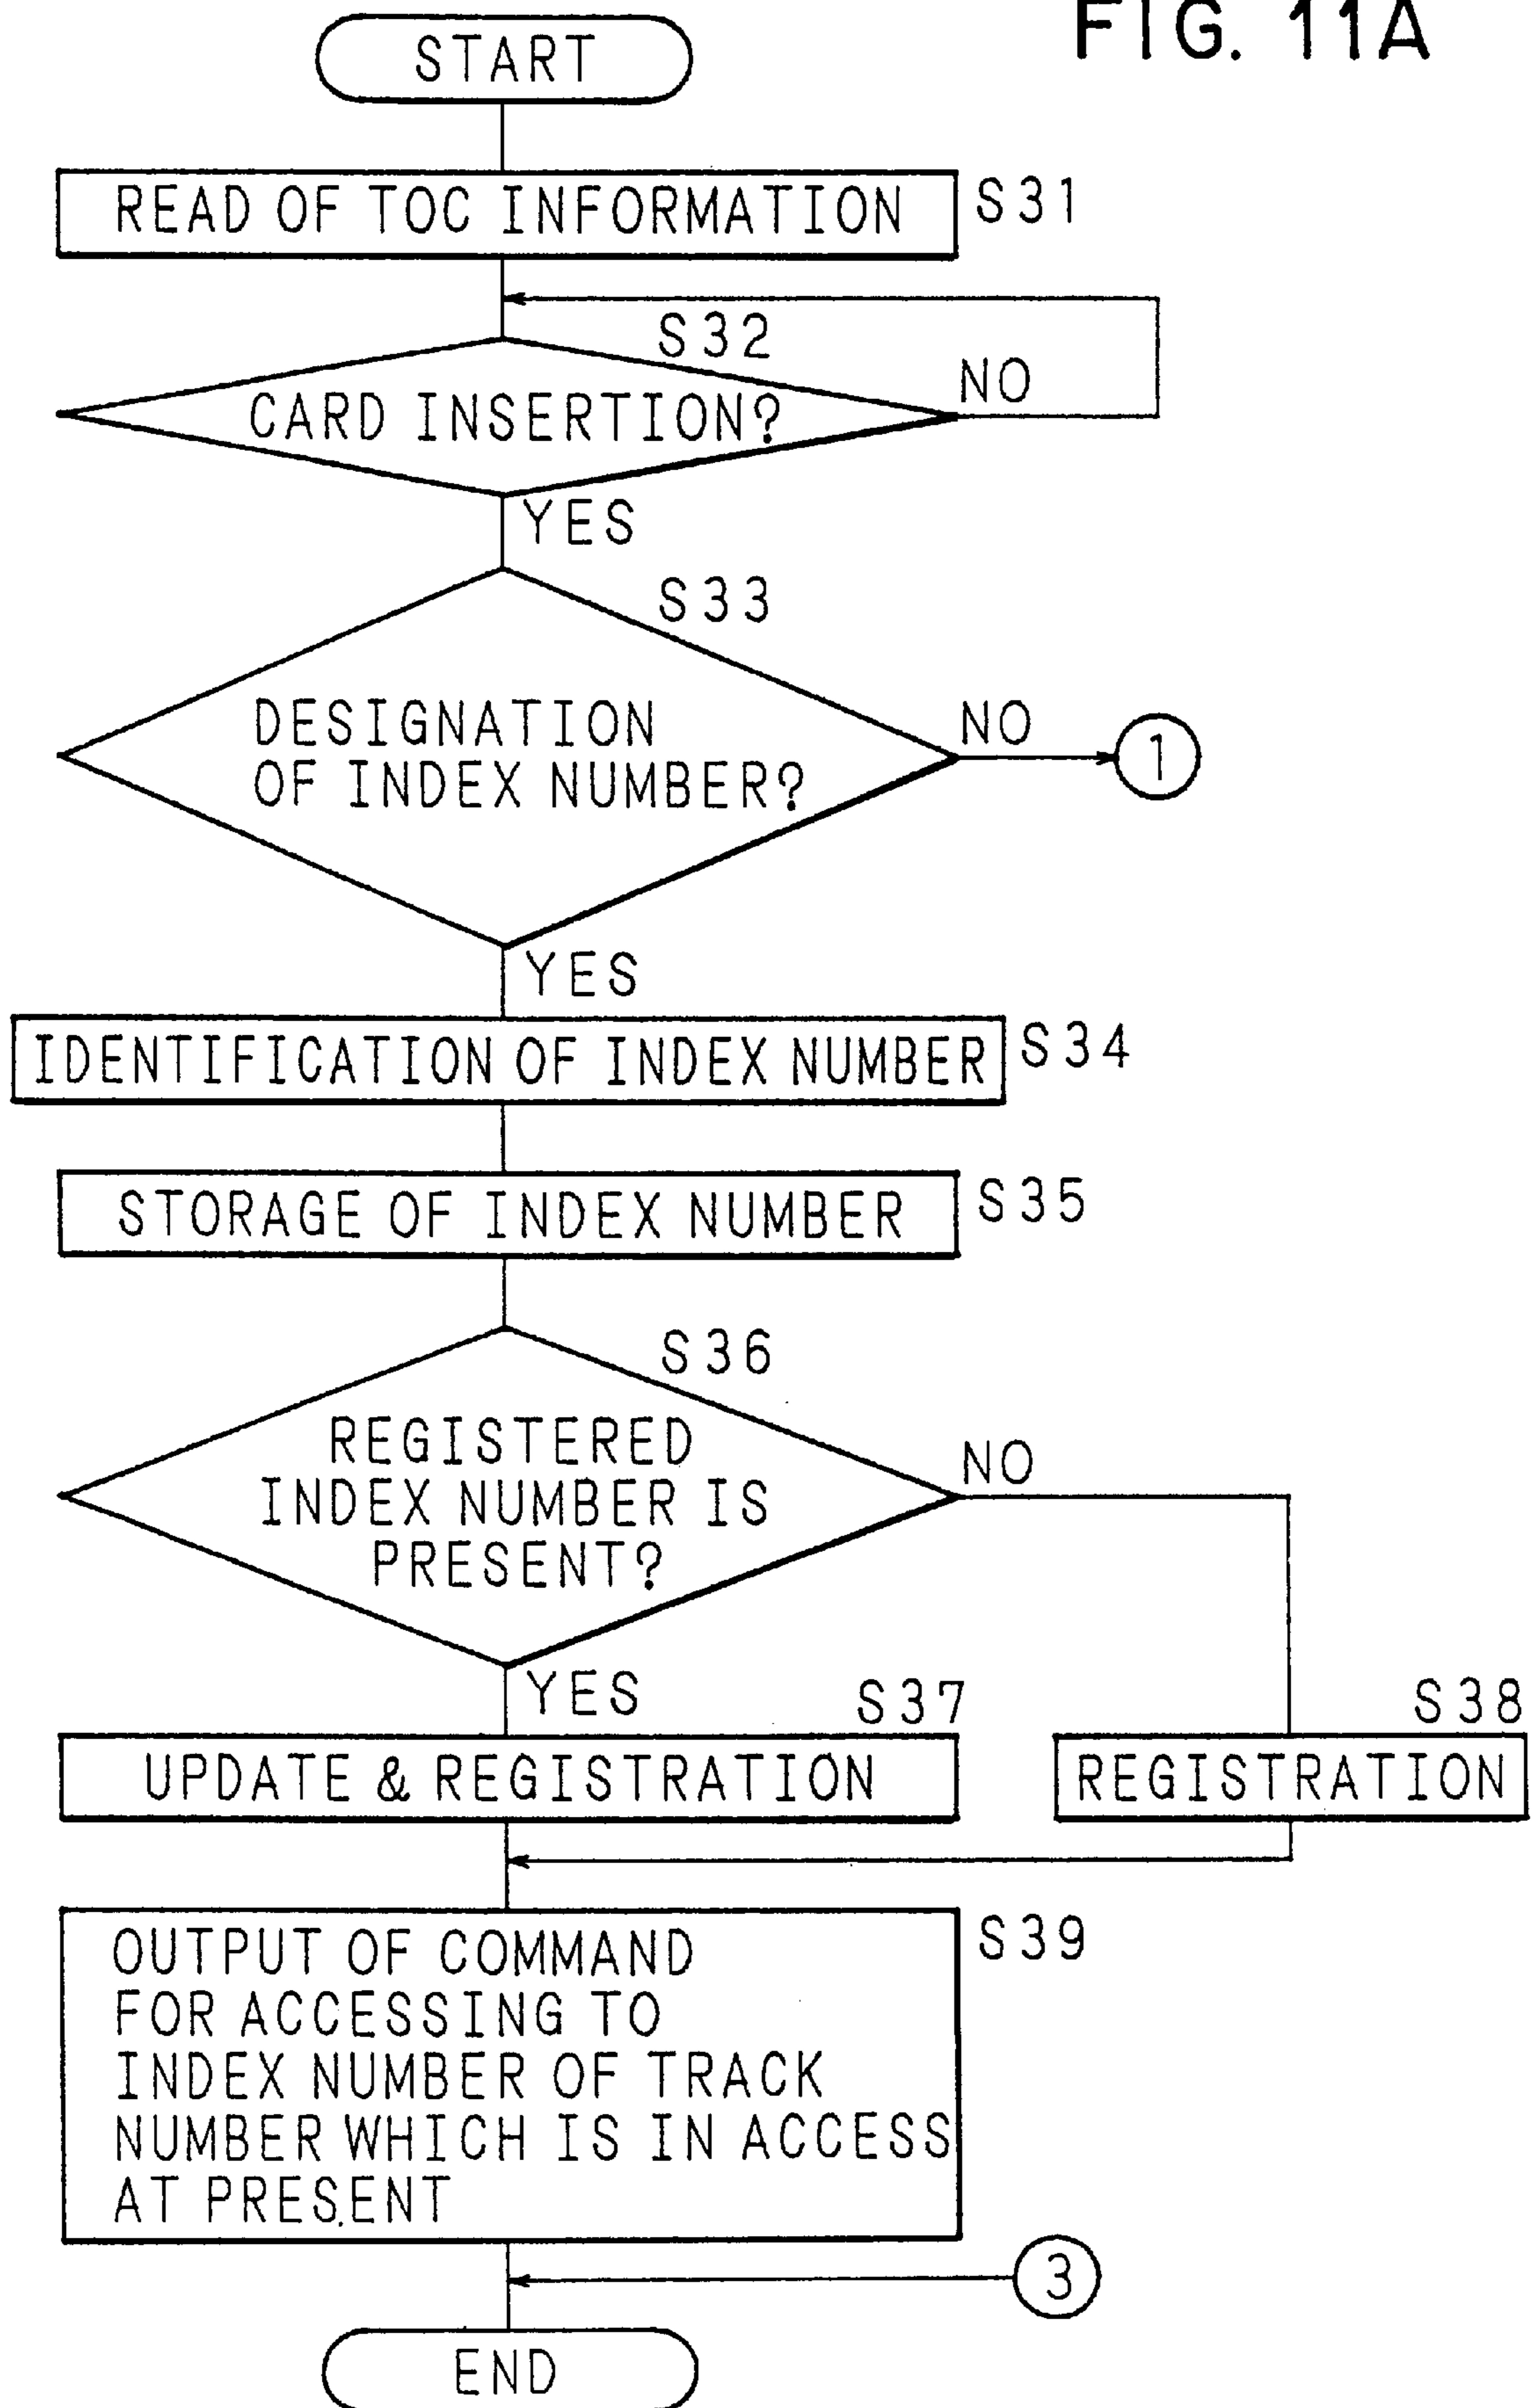 FIG. 11A
START
READ OF TOC INFORMATION
S31
S32
CARD INSERTION?
NO
YES
S33
DESIGNATION
OF INDEX NUMBER?
NO
1
YES
IDENTIFICATION OF INDEX NUMBER
S34
STORAGE OF INDEX NUMBER
S35
S36
REGISTERED
INDEX NUMBER IS
PRESENT?
NO
YES
S37
S38
UPDATE & REGISTRATION
REGISTRATION
OUTPUT OF COMMAND
FOR ACCESSING TO
INDEX NUMBER OF TRACK
NUMBER WHICH IS IN ACCESS
AT PRESENT
S39
3
END